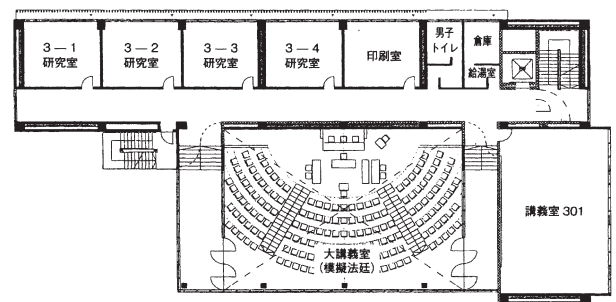 3―1
研究室
3―2
研究室
3―3
研究室
3―4
研究室
印刷室
男子
トイレ
倉庫
給湯室
講義室 301
大講義室
(模擬法廷)